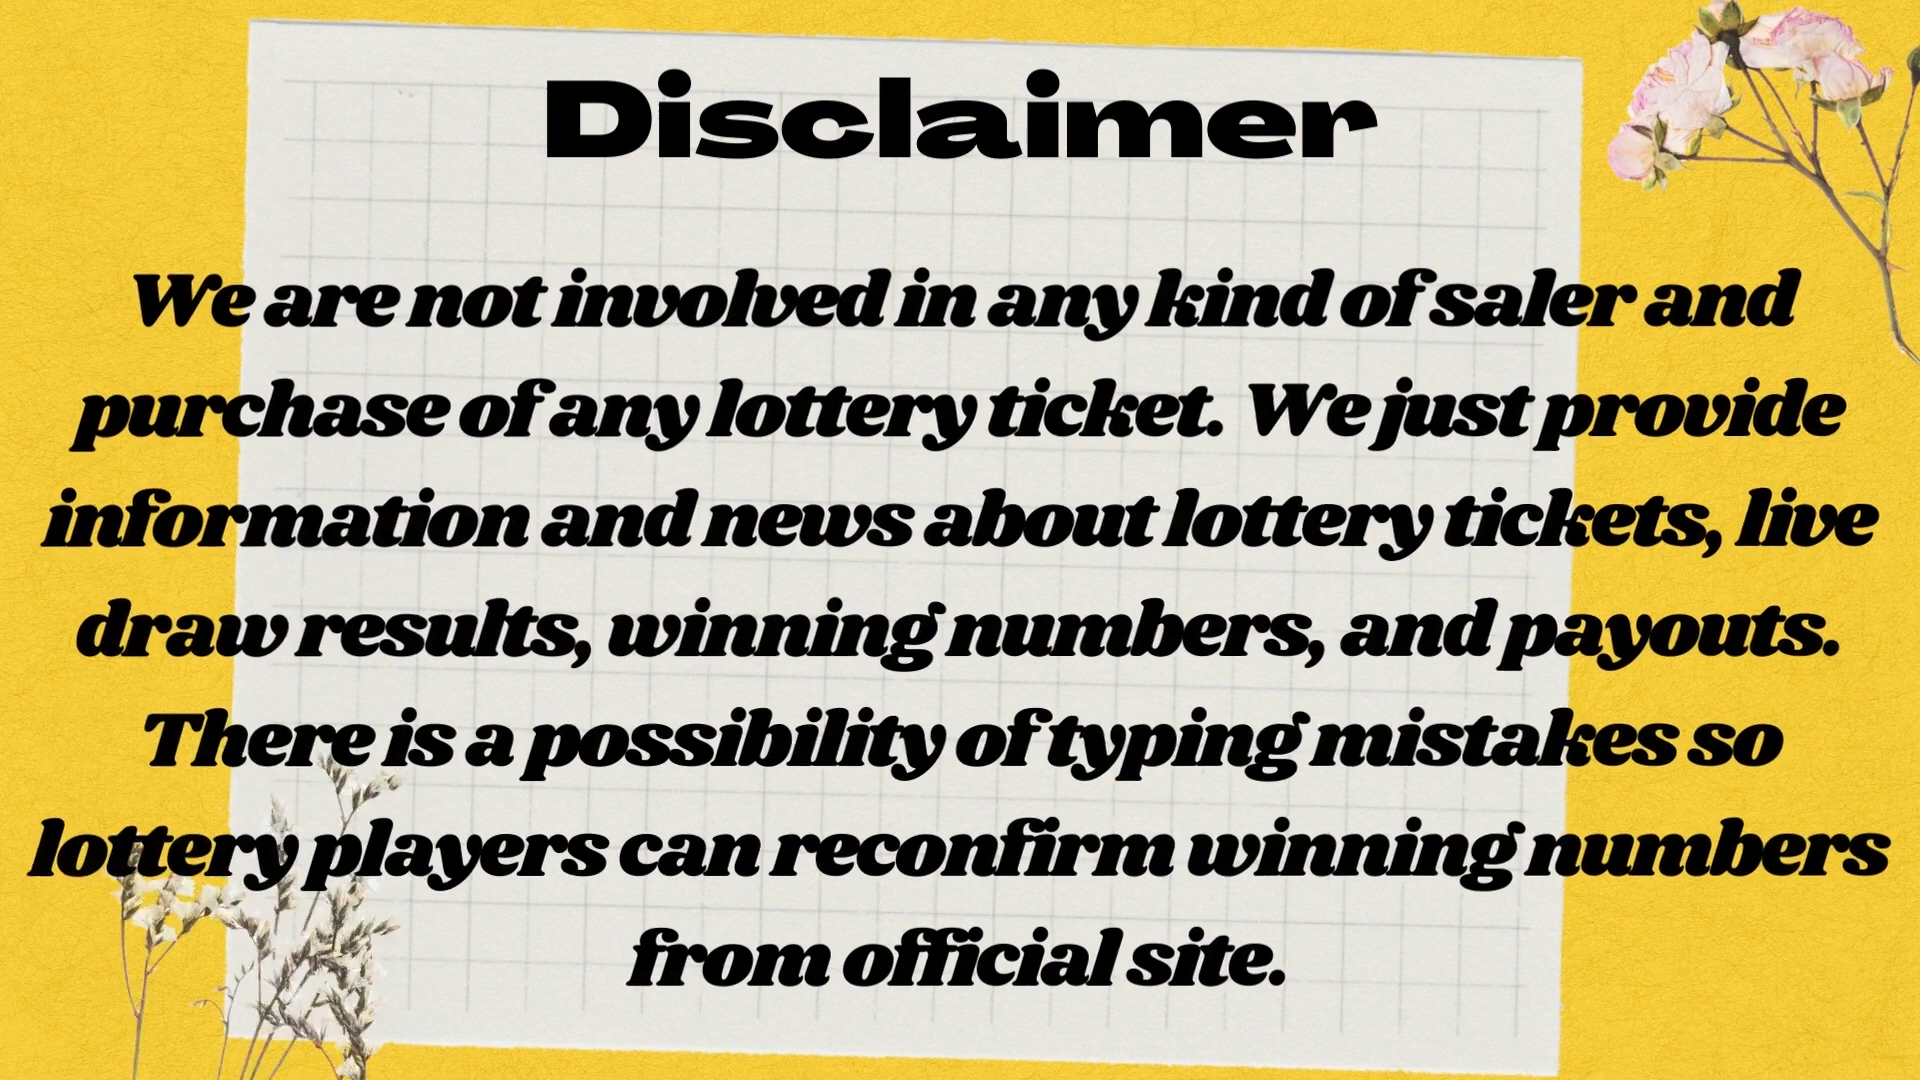 Disclaimer
We are not involved in any kind of saler and
purchase of any lottery ticket. We just provide
information and news about lottery tickets, live
draw results, winning numbers, and payouts.
There is a possibility of typing mistakes so
lottery players can reconfirm winning numbers
from official site.